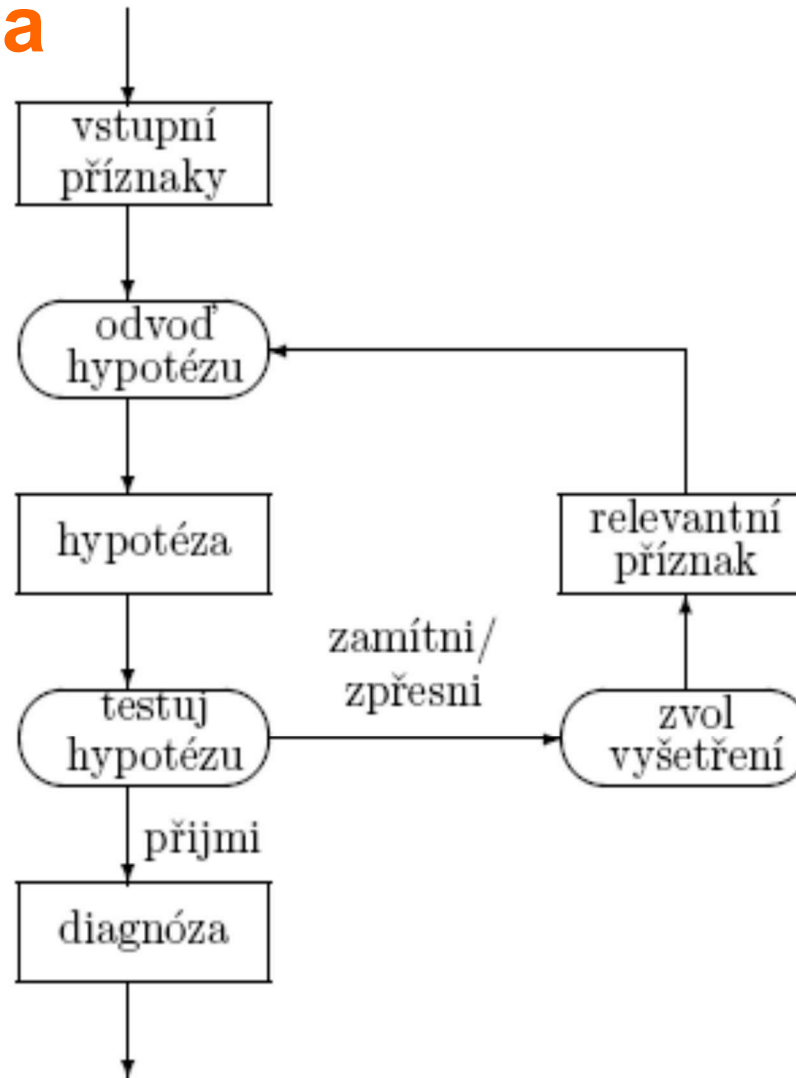 a
vstupní
příznaky
odvoď
hypotézu
hypotéza
relevantní
příznak
zamítni/
zpřesni
testuj
hypotézu
zvol
vyšetření
přijmi
diagnóza